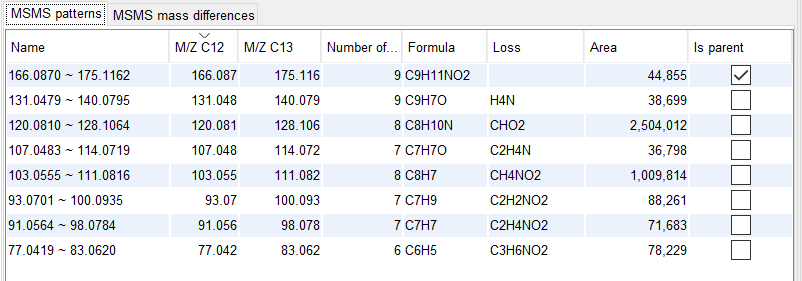 MSMS patterns MSMS mass differences
Name M/Z C12 M/Z C13 Number of... Formula Loss Area Is parent
166.0870 ~ 175.1162 166.087 175.116 9 C9H11NO2 44,855
131.0479 ~ 140.0795 131.048 140.079 9 C9H7O H4N 38,699
120.0810 ~ 128.1064 120.081 128.106 8 C8H10N CHO2 2,504,012
107.0483 ~ 114.0719 107.048 114.072 7 C7H7O C2H4N 36,798
103.0555 ~ 111.0816 103.055 111.082 8 C8H7 CH4NO2 1,009,814
93.0701 ~ 100.0935 93.07 100.093 7 C7H9 C2H2NO2 88,261
91.0564 ~ 98.0784 91.056 98.078 7 C7H7 C2H4NO2 71,683
77.0419 ~ 83.0620 77.042 83.062 6 C6H5 C3H6NO2 78,229